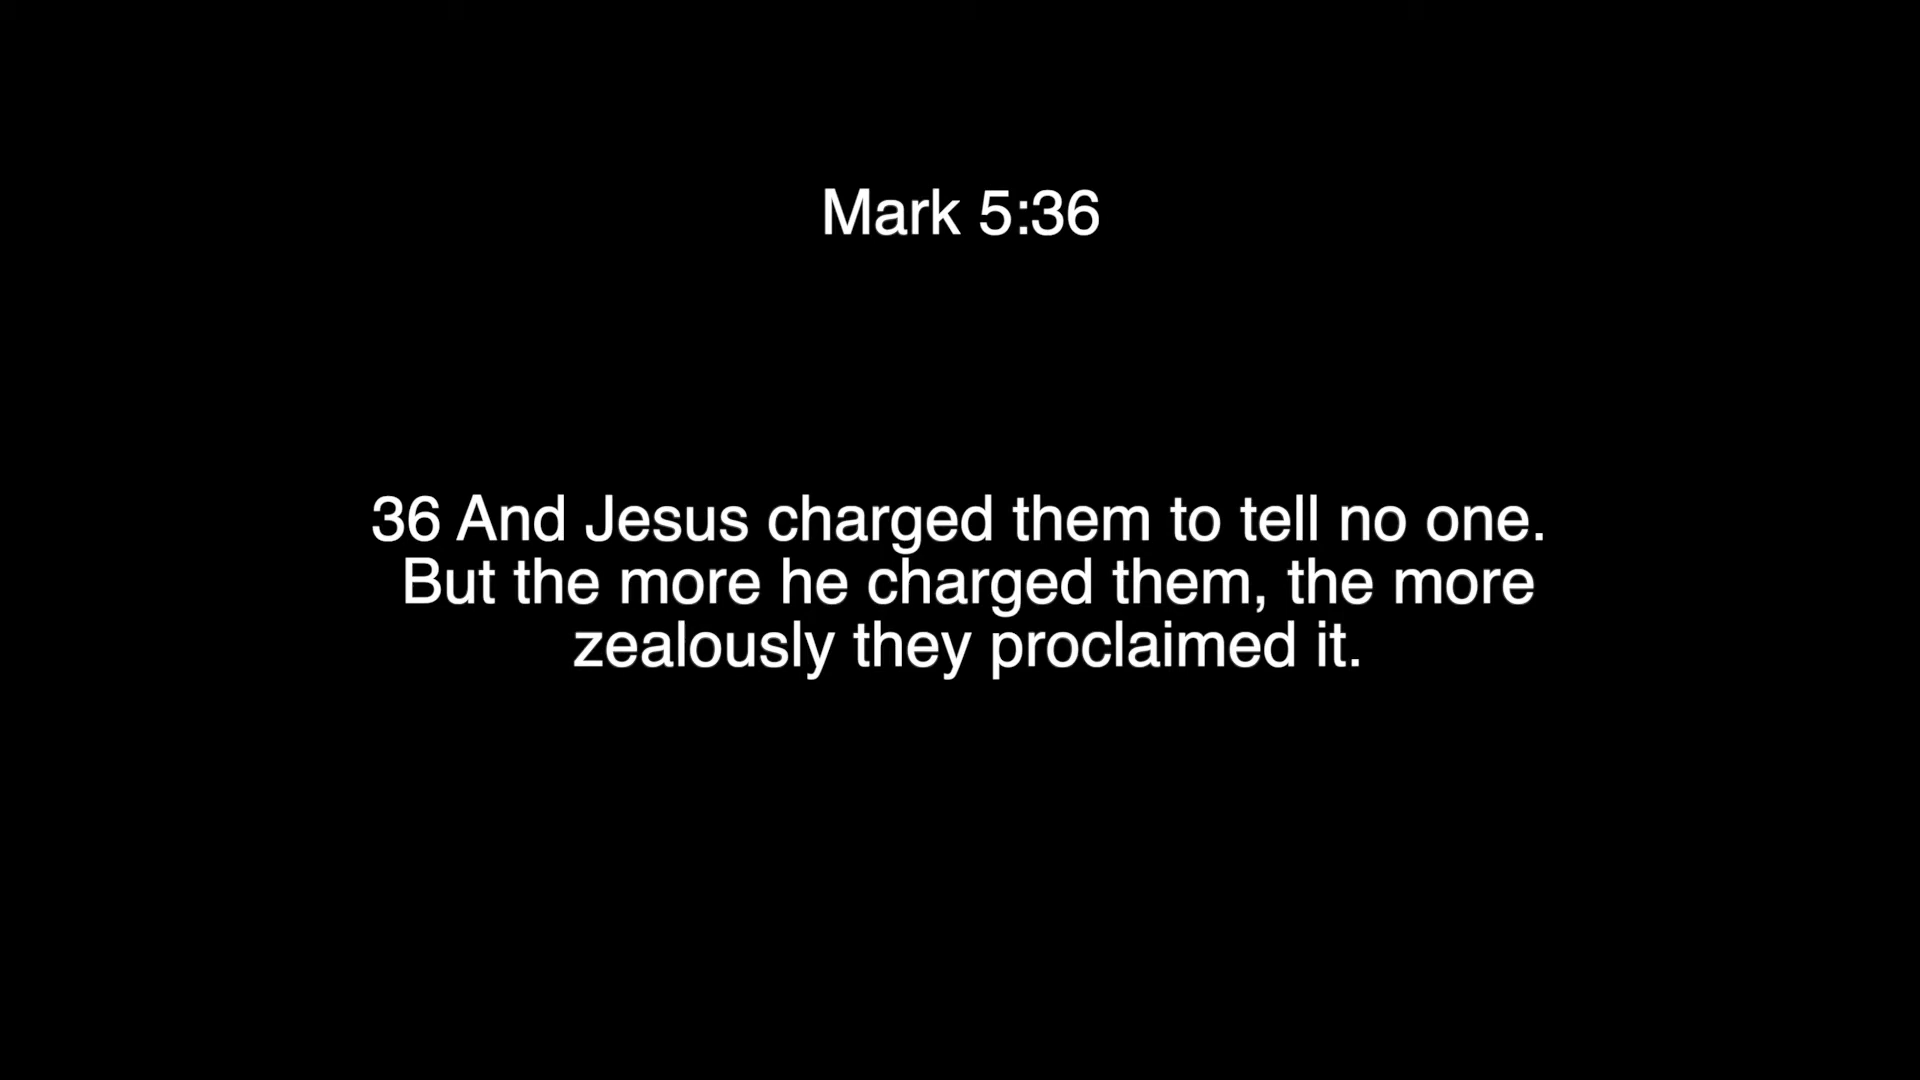 Mark 5:36
36 And Jesus charged them to tell no one.
But the more he charged them, the more
zealously they proclaimed it.